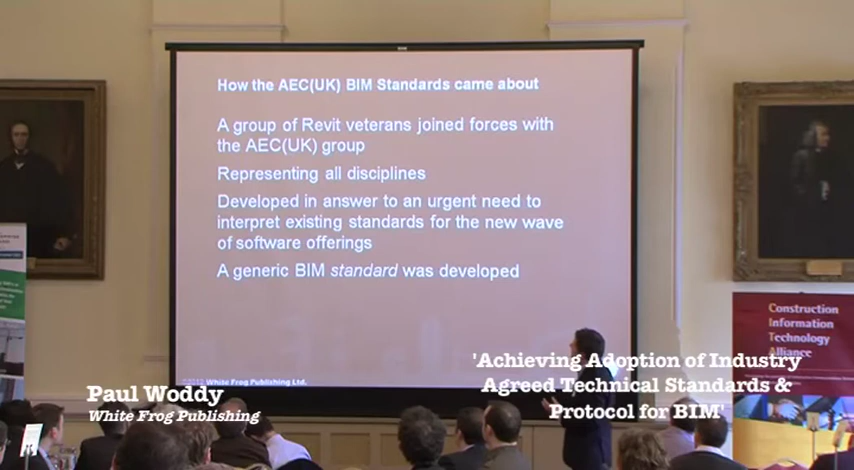 How the AEC(UK) BIM Standards came about
A group of Revit veterans joined forces with
the AEC(UK) group
Representing all disciplines
Developed in answer to an urgent need to
interpret existing standards for the new wave
of software offerings
A generic BIM standard was developed
©2012 White Frog Publishing Ltd.
Construction
Information
Technology
Alliance
'Achieving Adoption of Industry
Agreed Technical Standards &
Protocol for BIM'
Paul Woddy
White Frog Publishing